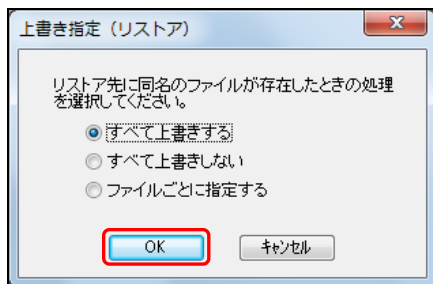 上書き指定（リストア）
リストア先に同名のファイルが存在したときの処理
を選択してください。
すべて上書きする
すべて上書きしない
ファイルごとに指定する
OK
キャンセル